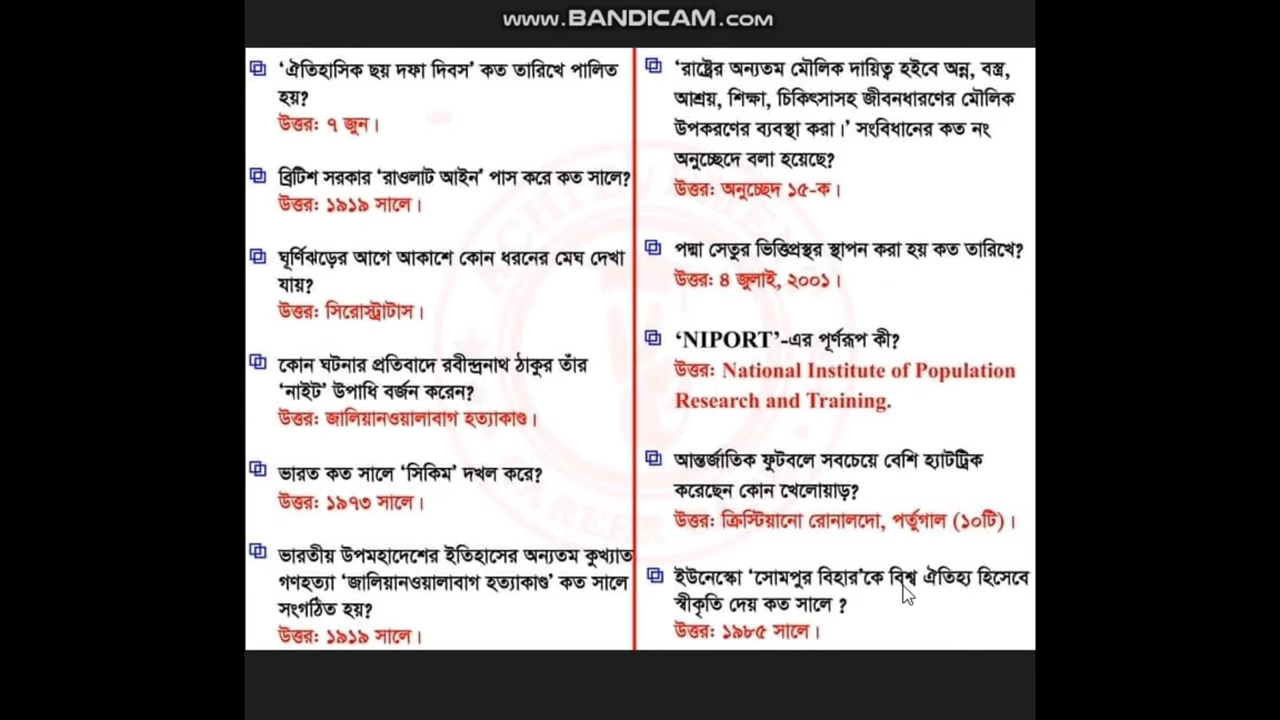 WWW.BANDICAM.COM
‘ঐতিহাসিক ছয় দফা দিবস’ কত তারিখে পালিত
হয়?
উত্তর: ৭ জুন।
ব্রিটিশ সরকার ‘রাওলাট আইন’ পাস করে কত সালে?
উত্তর: ১৯১৯ সালে।
ঘূর্ণিঝড়ের আগে আকাশে কোন ধরনের মেঘ দেখা
যায়?
উত্তর: সিরোস্ট্রাটাস।
কোন ঘটনার প্রতিবাদে রবীন্দ্রনাথ ঠাকুর তাঁর
‘নাইট’ উপাধি বর্জন করেন?
উত্তর: জালিয়ানওয়ালাবাগ হত্যাকাণ্ড।
ভারত কত সালে ‘সিকিম’ দখল করে?
উত্তর: ১৯৭৩ সালে।
ভারতীয় উপমহাদেশের ইতিহাসের অন্যতম কুখ্যাত
গণহত্যা ‘জালিয়ানওয়ালাবাগ হত্যাকাণ্ড’ কত সালে
সংগঠিত হয়?
উত্তর: ১৯১৯ সালে।
‘রাষ্ট্রের অন্যতম মৌলিক দায়িত্ব হইবে অন্ন, বস্ত্র,
আশ্রয়, শিক্ষা, চিকিৎসাসহ জীবনধারণের মৌলিক
উপকরণের ব্যবস্থা করা।’ সংবিধানের কত নং
অনুচ্ছেদে বলা হয়েছে?
উত্তর: অনুচ্ছেদ ১৫-ক।
পদ্মা সেতুর ভিত্তিপ্রস্থর স্থাপন করা হয় কত তারিখে?
উত্তর: ৪ জুলাই, ২০০১।
‘NIPORT’-এর পূর্ণরূপ কী?
উত্তর: National Institute of Population
Research and Training.
আন্তর্জাতিক ফুটবলে সবচেয়ে বেশি হ্যাটট্রিক
করেছেন কোন খেলোয়াড়?
উত্তর: ক্রিস্টিয়ানো রোনালদো, পর্তুগাল (১০টি)।
ইউনেস্কো ‘সোমপুর বিহার’কে বিশ্ব ঐতিহ্য হিসেবে
স্বীকৃতি দেয় কত সালে ?
উত্তর: ১৯৮৫ সালে।